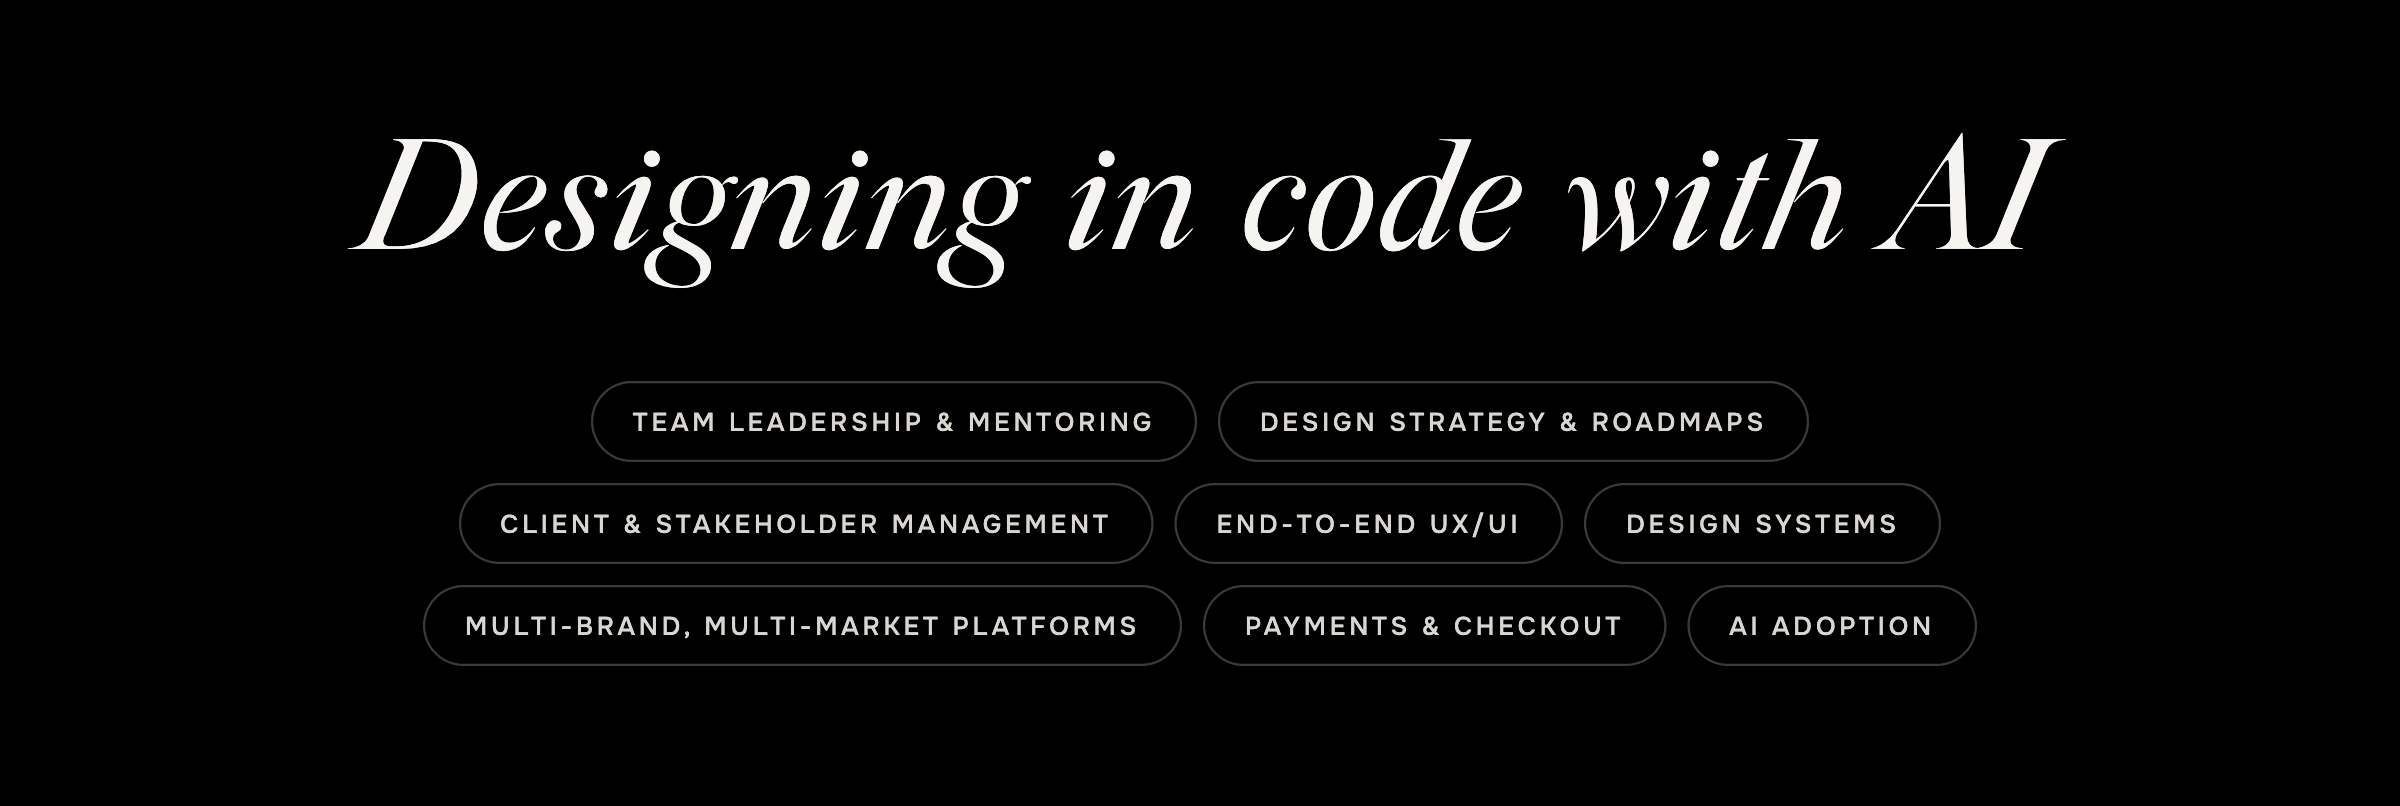 Designing in code with AI
TEAM LEADERSHIP & MENTORING DESIGN STRATEGY & ROADMAPS
CLIENT & STAKEHOLDER MANAGEMENT END-TO-END UX/UI DESIGN SYSTEMS
MULTI-BRAND, MULTI-MARKET PLATFORMS PAYMENTS & CHECKOUT AI ADOPTION